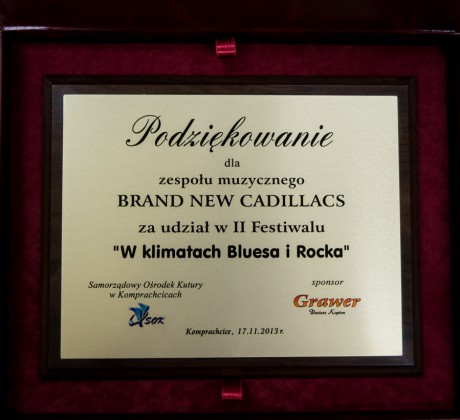 Podziękowanie
dla
zespołu muzycznego
BRAND NEW CADILLACS
za udział w II Festiwalu
"W klimatach Bluesa i Rocka"
Samorządowy Ośrodek Kutury
w Komprachcicach
SOK
sponsor
Grawer
Komprachcice, 17.11.2013 r.